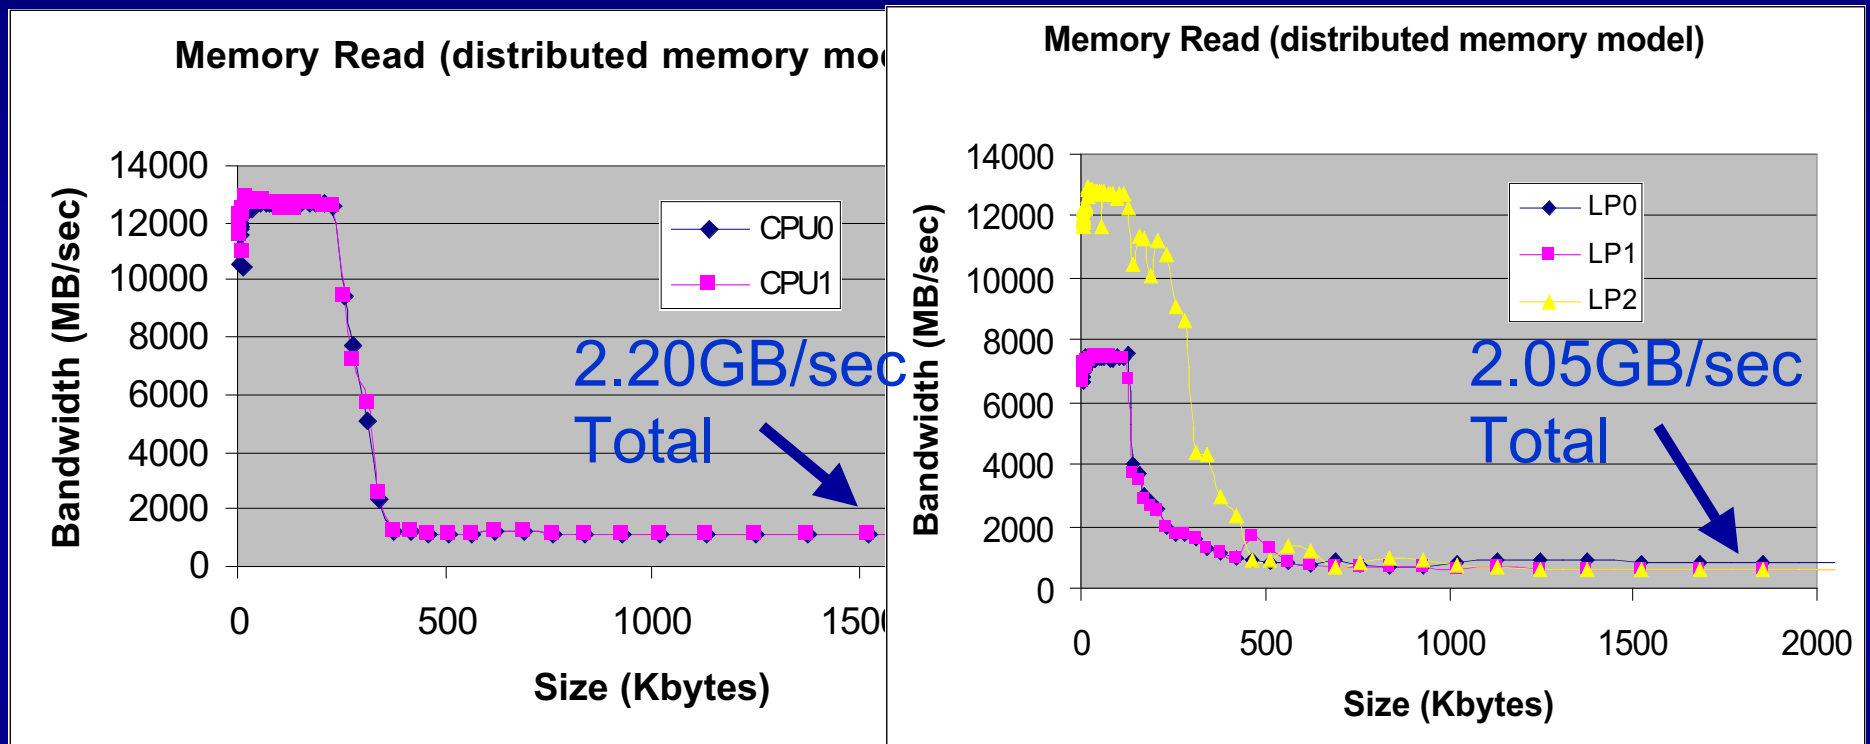 Memory Read (distributed memory mo
14000
12000
10000
8000
6000
4000
2000
0
Bandwidth (MB/sec)
CPU0
CPU1
2.20GB/sec
Total
0 500 1000 150
Size (Kbytes)
Memory Read (distributed memory model)
14000
12000
10000
8000
6000
4000
2000
0
Bandwidth (MB/sec)
LP0
LP1
LP2
2.05GB/sec
Total
0 500 1000 1500 2000
Size (Kbytes)